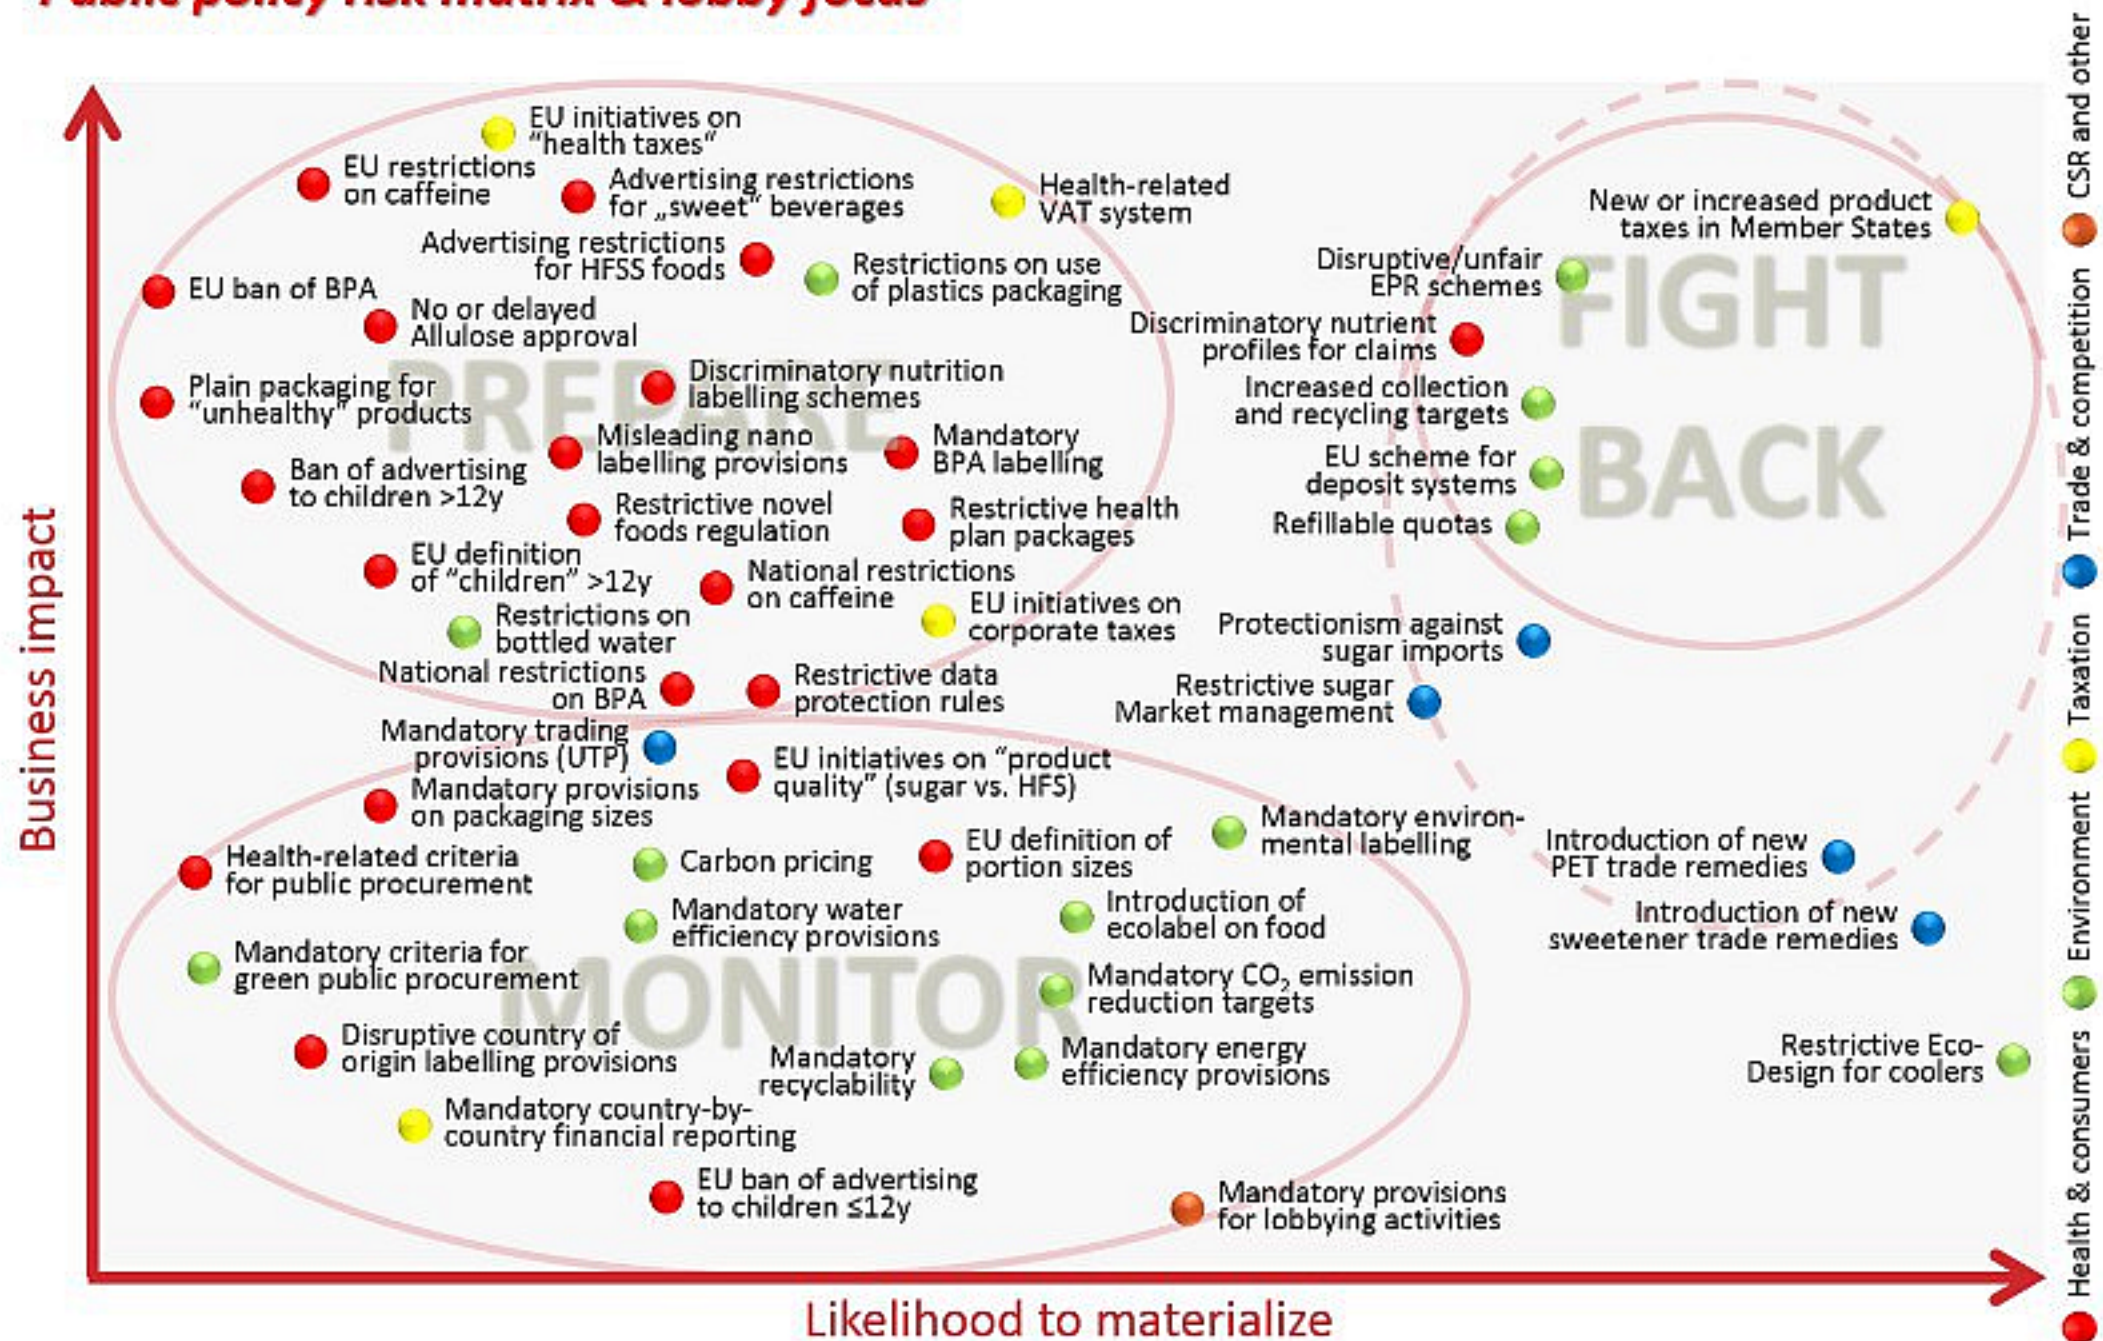 Public policy risk matrix & lobby focus
EU initiatives on
“health taxes“
EU restrictions
on caffeine
Advertising restrictions
for „sweet“ beverages
Health-related
VAT system
New or increased product
taxes in Member States
Advertising restrictions
for HFSS foods
Restrictions on use
of plastics packaging
Disruptive/unfair
EPR schemes
EU ban of BPA
No or delayed
Allulose approval
Discriminatory nutrient
profiles for claims
FIGHT
BACK
PREPARE
Plain packaging for
“unhealthy” products
Discriminatory nutrition
labelling schemes
Increased collection
and recycling targets
Misleading nano
labelling provisions
Mandatory
BPA labelling
Ban of advertising
to children >12y
EU scheme for
deposit systems
Restrictive novel
foods regulation
Restrictive health
plan packages
Refillable quotas
EU definition
of “children” >12y
National restrictions
on caffeine
Restrictions on
bottled water
EU initiatives on
corporate taxes
Protectionism against
sugar imports
National restrictions
on BPA
Restrictive data
protection rules
Restrictive sugar
Market management
Mandatory trading
provisions (UTP)
EU initiatives on “product
quality” (sugar vs. HFS)
Mandatory provisions
on packaging sizes
Mandatory environ-
mental labelling
Health-related criteria
for public procurement
Carbon pricing
EU definition of
portion sizes
Introduction of new
PET trade remedies
Mandatory water
efficiency provisions
Introduction of
ecolabel on food
Introduction of new
sweetener trade remedies
Mandatory criteria for
green public procurement
MONITOR
Mandatory CO₂ emission
reduction targets
Disruptive country of
origin labelling provisions
Mandatory
recyclability
Mandatory energy
efficiency provisions
Restrictive Eco-
Design for coolers
Mandatory country-by-
country financial reporting
EU ban of advertising
to children ≤12y
Mandatory provisions
for lobbying activities
Business impact
Likelihood to materialize
Health & consumers
Environment
Taxation
Trade & competition
CSR and other